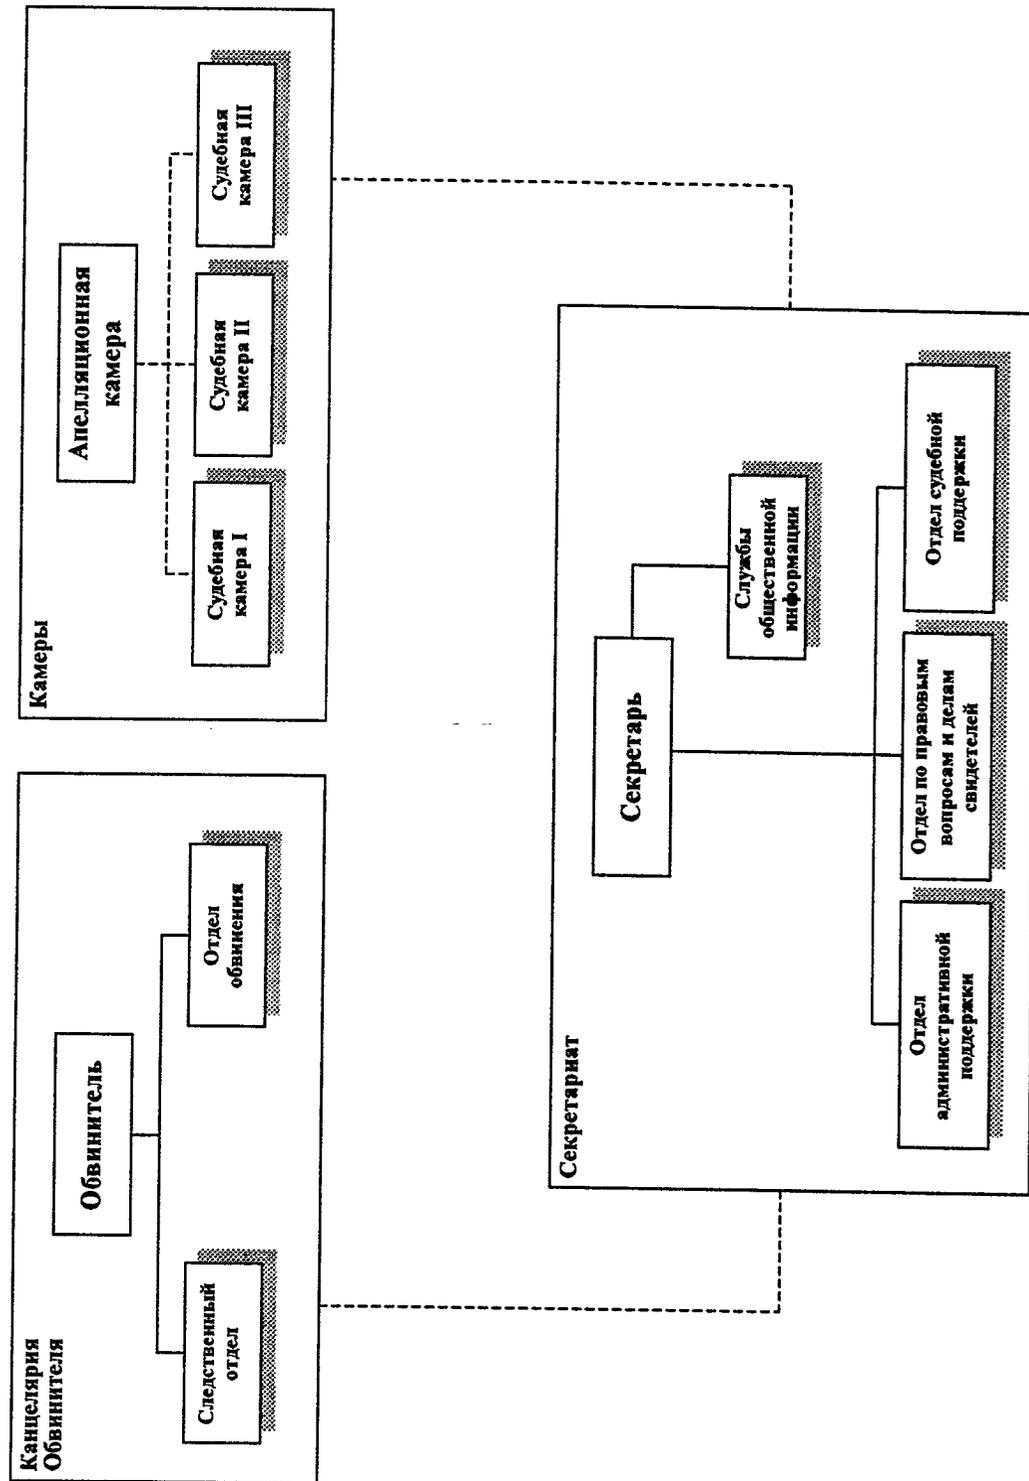 Канцелярия
Обвинителя
Обвинитель
Следственный
отдел
Отдел
обвинения
Камеры
Апелляционная
камера
Судебная
камера I
Судебная
камера II
Судебная
камера III
Секретариат
Секретарь
Службы
общественной
информации
Отдел
административной
поддержки
Отдел по правовым
вопросам и делам
свидетелей
Отдел судебной
поддержки